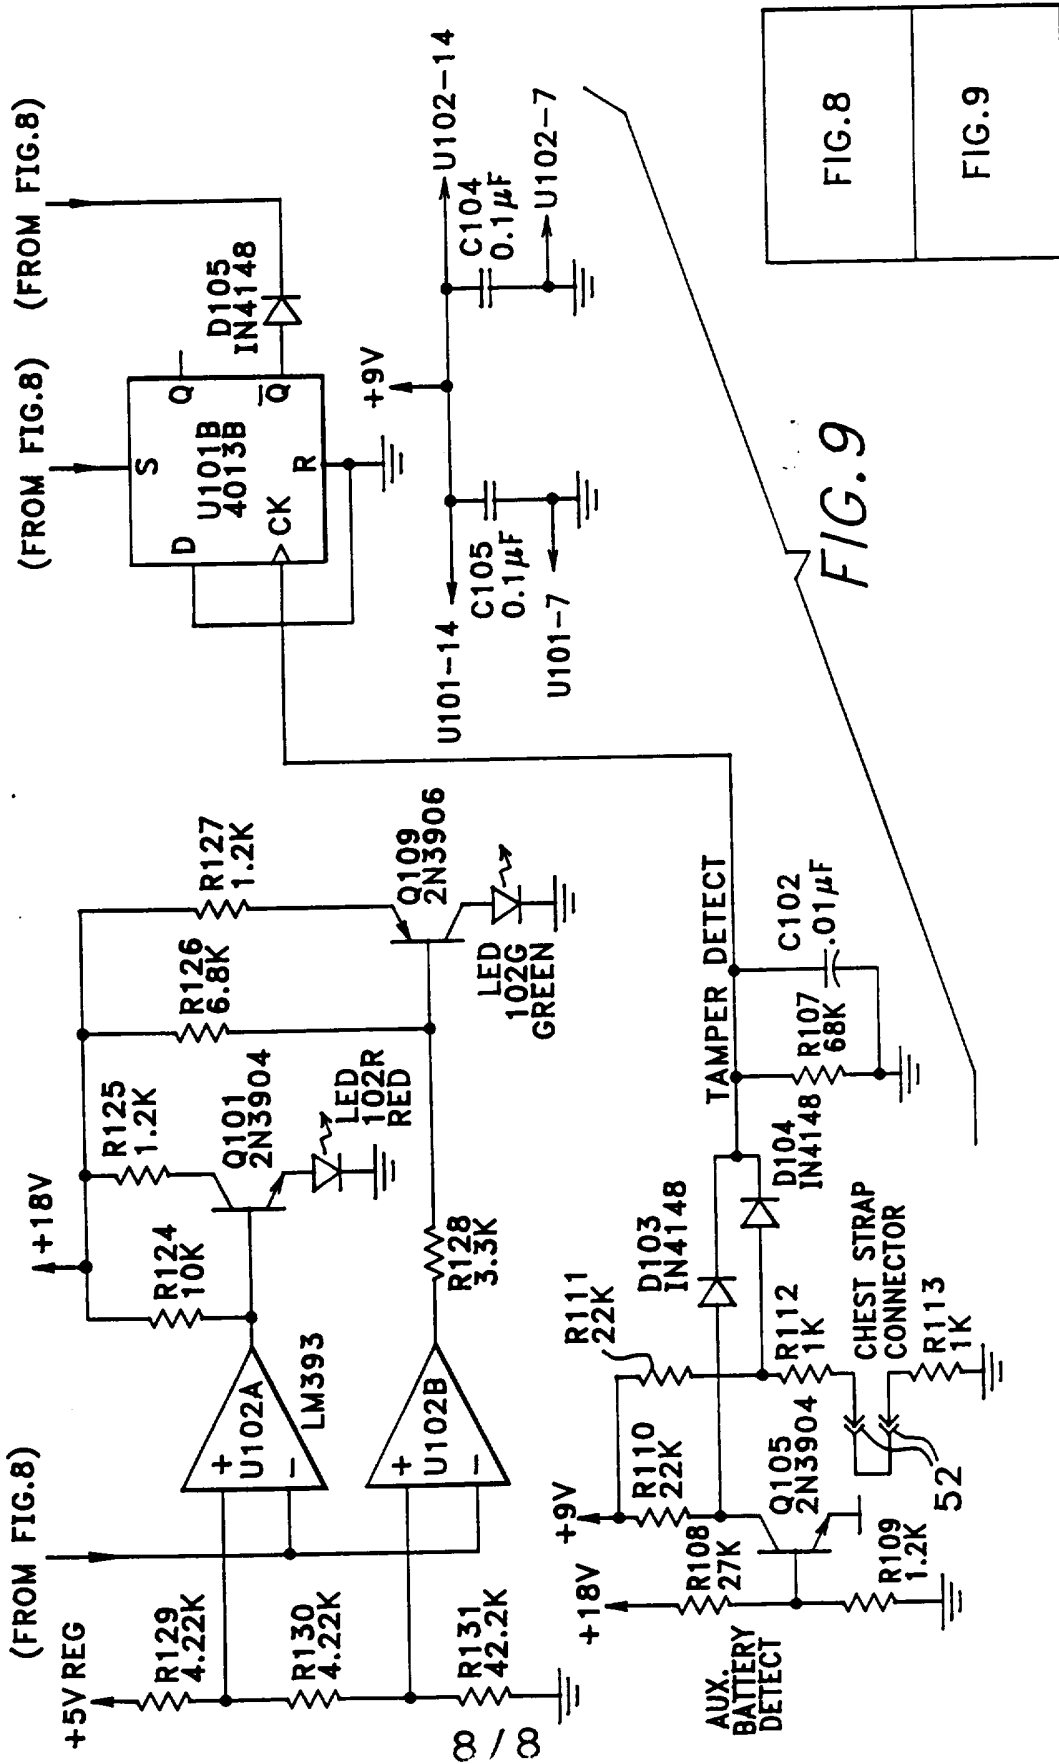 (FROM FIG.8)
+5V REG
R129
4.22K
R130
4.22K
R131
42.2K
8/8
+
U102A
−
LM393
+
U102B
−
+18V
R124
10K
R125
1.2K
Q101
2N3904
LED
102R
RED
R126
6.8K
R127
1.2K
Q109
2N3906
LED
102G
GREEN
R128
3.3K
(FROM FIG.8)
(FROM FIG.8)
S
D
U101B
4013B
CK
R
Q
Q̅
D105
IN4148
+9V
U101-14
C105
0.1µF
U101-7
U102-14
C104
0.1µF
U102-7
+18V
AUX.
BATTERY
DETECT
R108
27K
R109
1.2K
+9V
R110
22K
R111
22K
Q105
2N3904
52
D103
IN4148
D104
IN4148
R112
1K
CHEST STRAP
CONNECTOR
R113
1K
TAMPER DETECT
R107
68K
C102
.01µF
FIG.9
FIG.8
FIG.9